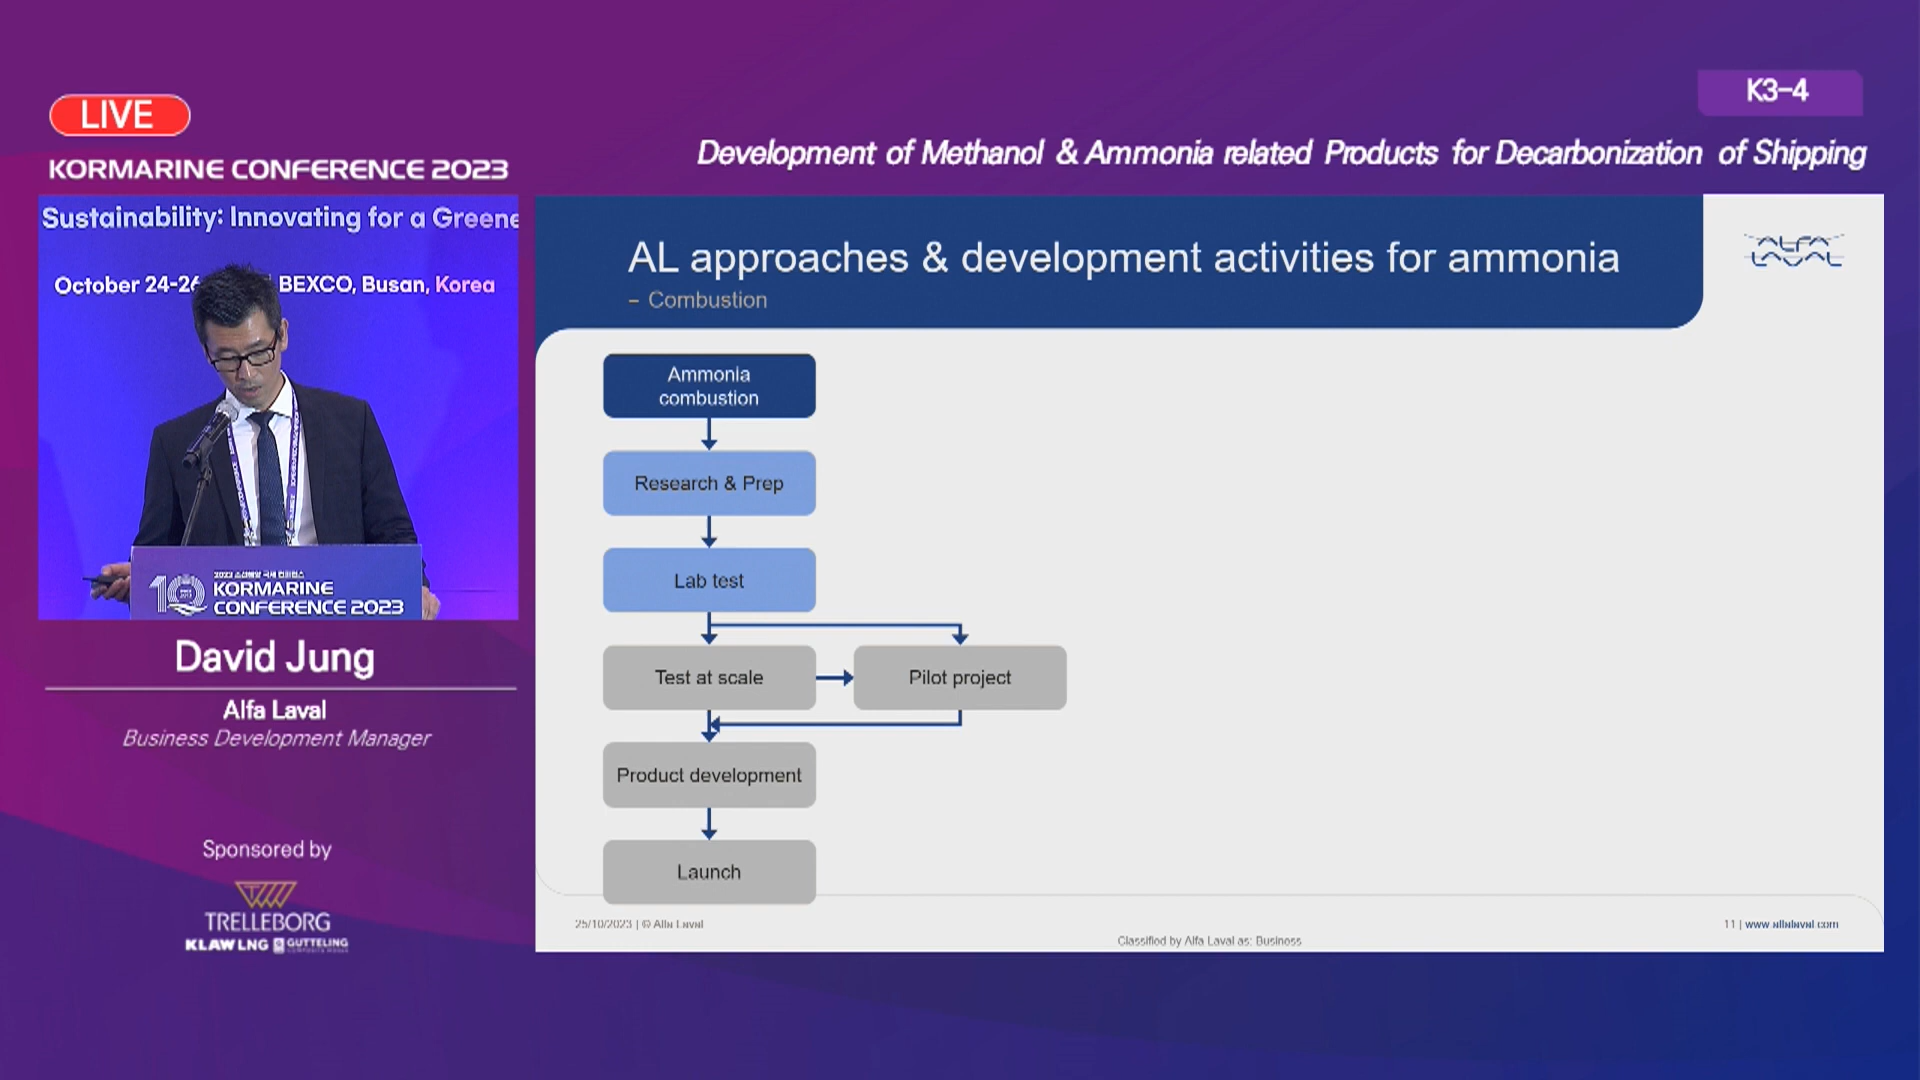 LIVE
KORMARINE CONFERENCE 2023
K3-4
Development of Methanol & Ammonia related Products for Decarbonization of Shipping
Sustainability: Innovating for a Greene
October 24-26
BEXCO, Busan, Korea
10
KORMARINE
CONFERENCE 2023
David Jung
Alfa Laval
Business Development Manager
Sponsored by
TRELLEBORG
KLAW LNG GUTTELING
AL approaches & development activities for ammonia
– Combustion
ALFA
LAVAL
Ammonia
combustion
Research & Prep
Lab test
Test at scale
Pilot project
Product development
Launch
25/10/2023 | © Alfa Laval
11 | www.alfalaval.com
Classified by Alfa Laval as: Business